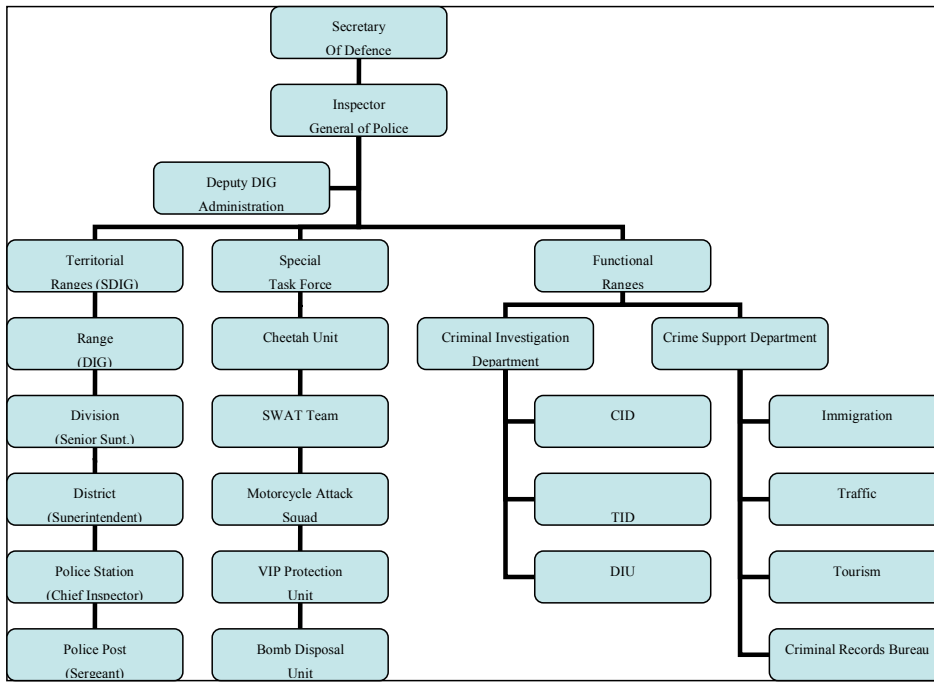 Secretary
Of Defence
Inspector
General of Police
Deputy DIG
Administration
Territorial
Ranges (SDIG)
Special
Task Force
Functional
Ranges
Range
(DIG)
Cheetah Unit
Criminal Investigation
Department
Crime Support Department
Division
(Senior Supt.)
SWAT Team
CID
Immigration
District
(Superintendent)
Motorcycle Attack
Squad
TID
Traffic
Police Station
(Chief Inspector)
VIP Protection
Unit
DIU
Tourism
Police Post
(Sergeant)
Bomb Disposal
Unit
Criminal Records Bureau